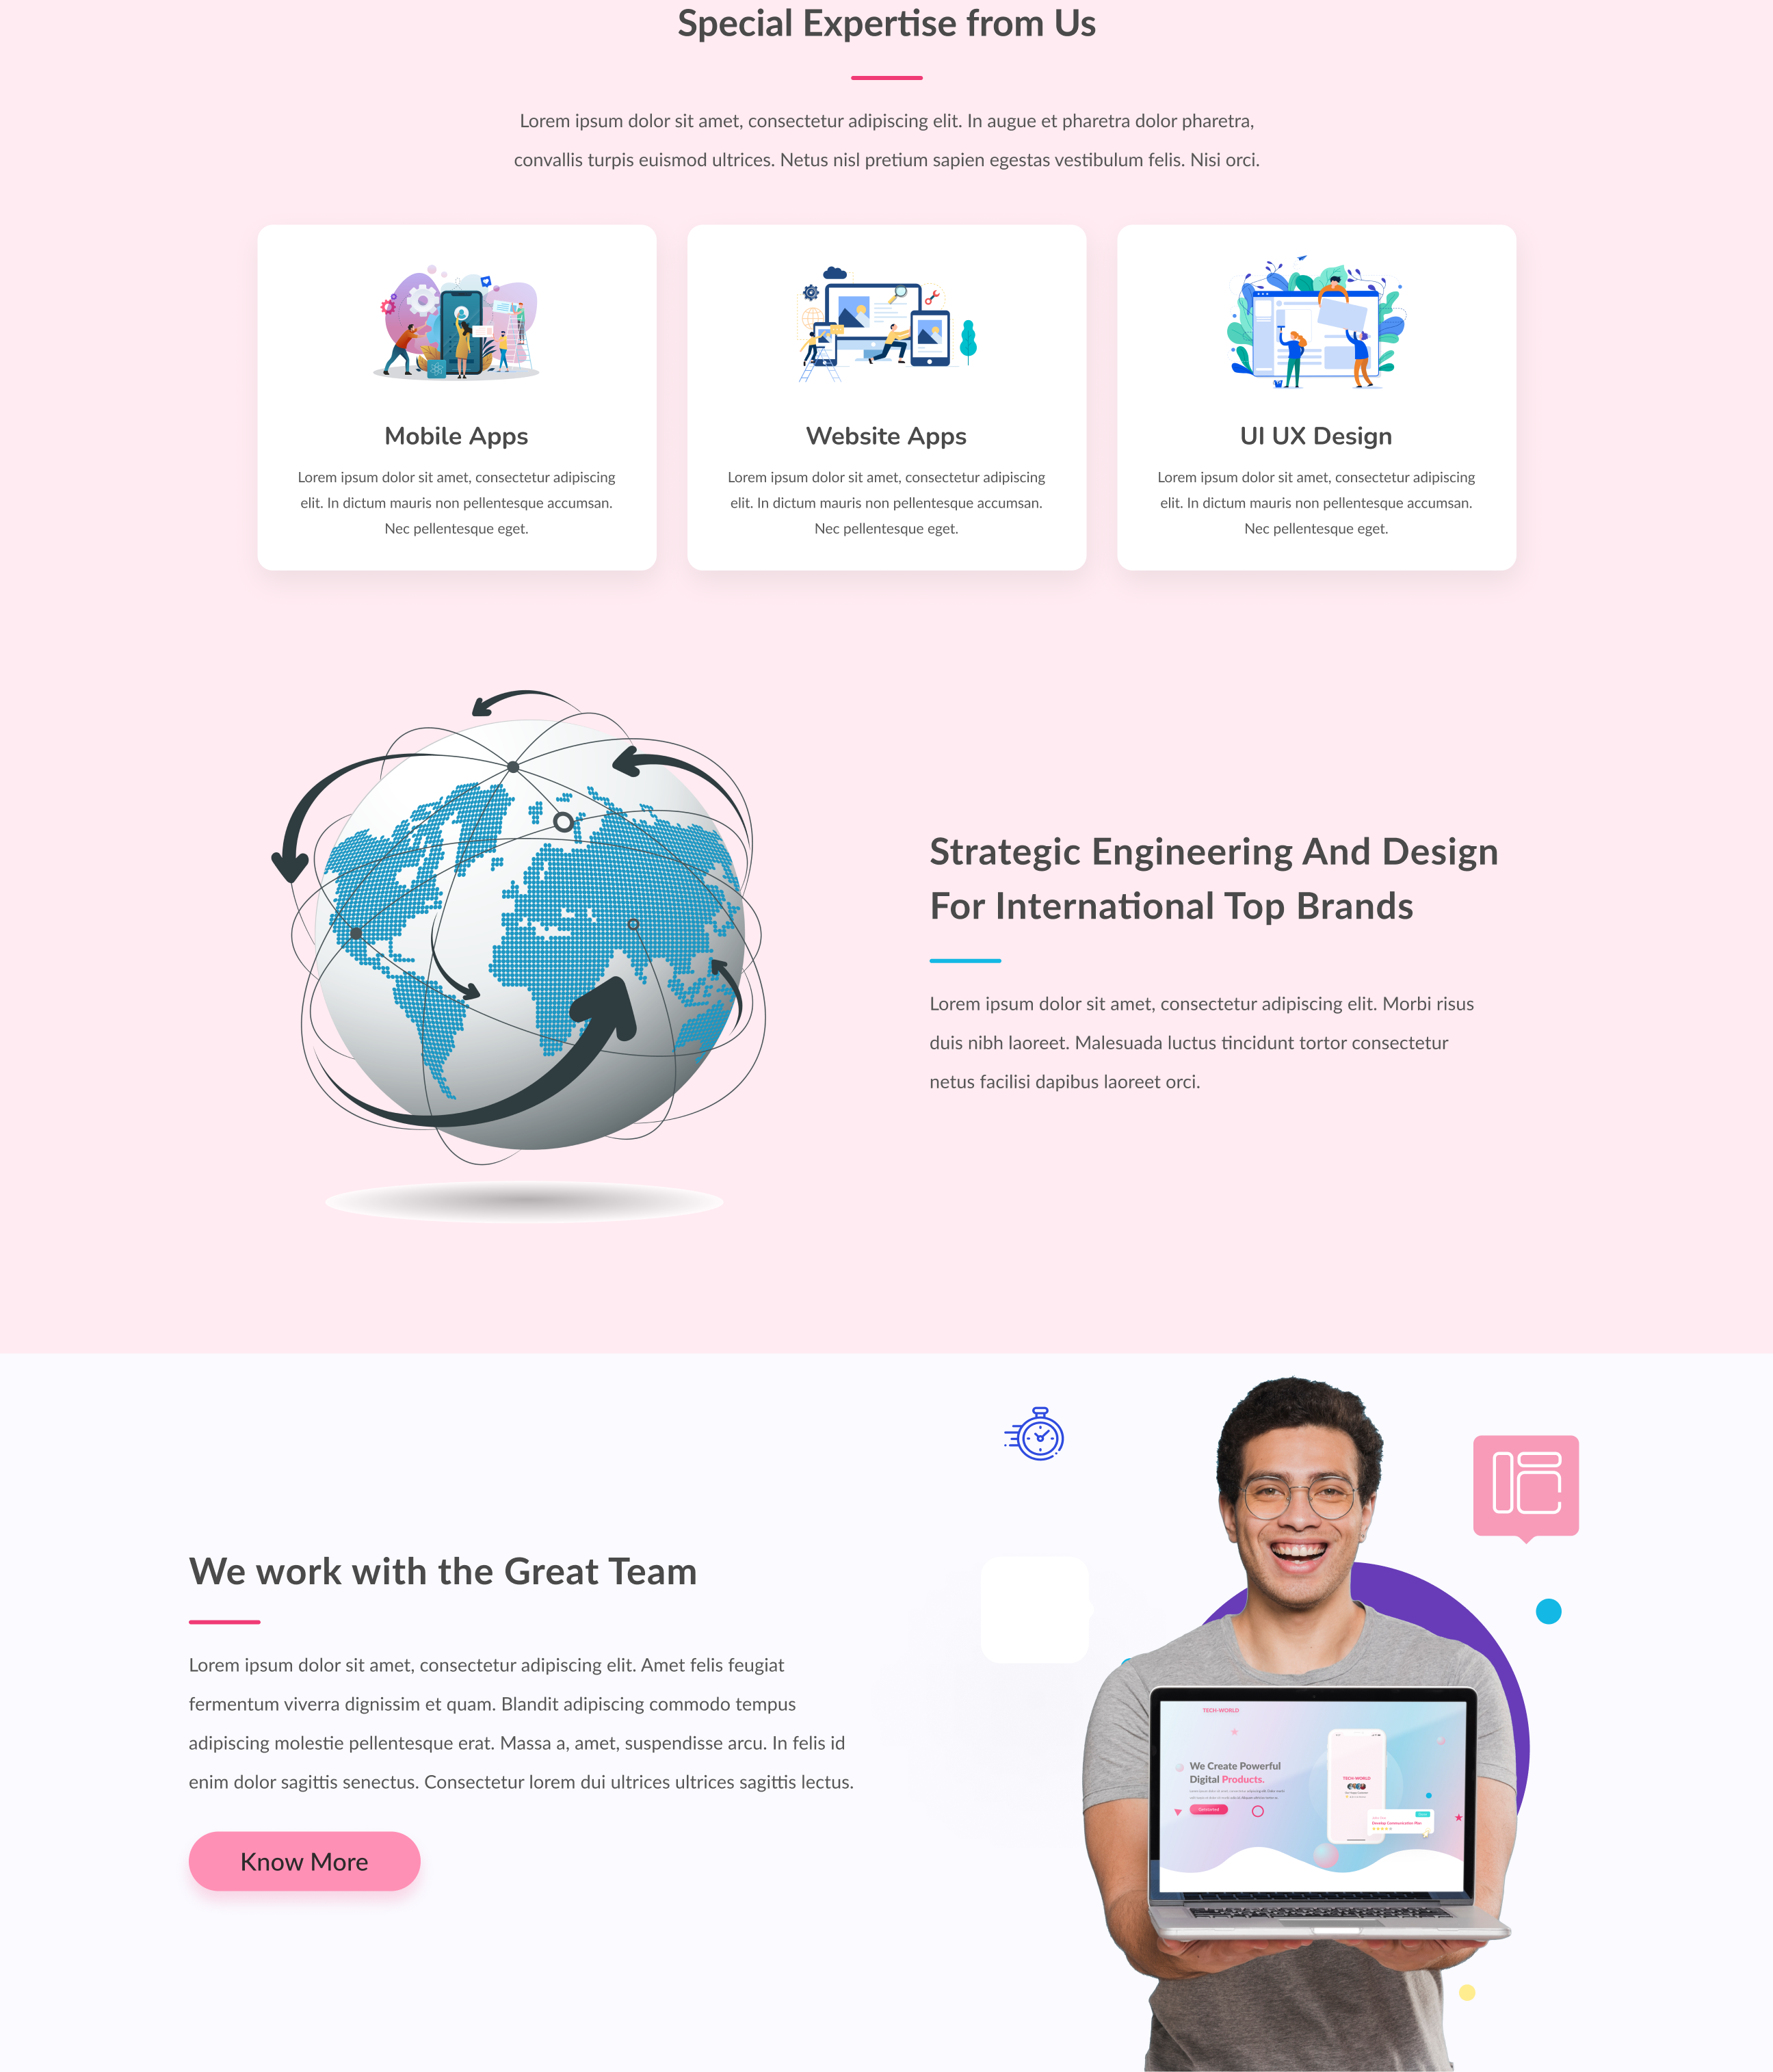 Special Expertise from Us
Lorem ipsum dolor sit amet, consectetur adipiscing elit. In augue et pharetra dolor pharetra,
convallis turpis euismod ultrices. Netus nisl pretium sapien egestas vestibulum felis. Nisi orci.
Mobile Apps
Lorem ipsum dolor sit amet, consectetur adipiscing
elit. In dictum mauris non pellentesque accumsan.
Nec pellentesque eget.
Website Apps
Lorem ipsum dolor sit amet, consectetur adipiscing
elit. In dictum mauris non pellentesque accumsan.
Nec pellentesque eget.
UI UX Design
Lorem ipsum dolor sit amet, consectetur adipiscing
elit. In dictum mauris non pellentesque accumsan.
Nec pellentesque eget.
Strategic Engineering And Design
For International Top Brands
Lorem ipsum dolor sit amet, consectetur adipiscing elit. Morbi risus
duis nibh laoreet. Malesuada luctus tincidunt tortor consectetur
netus facilisi dapibus laoreet orci.
We work with the Great Team
Lorem ipsum dolor sit amet, consectetur adipiscing elit. Amet felis feugiat
fermentum viverra dignissim et quam. Blandit adipiscing commodo tempus
adipiscing molestie pellentesque erat. Massa a, amet, suspendisse arcu. In felis id
enim dolor sagittis senectus. Consectetur lorem dui ultrices ultrices sagittis lectus.
Know More
TECH-WORLD
We Create Powerful
Digital Products.
TECH-WORLD
Develop Communication Plan